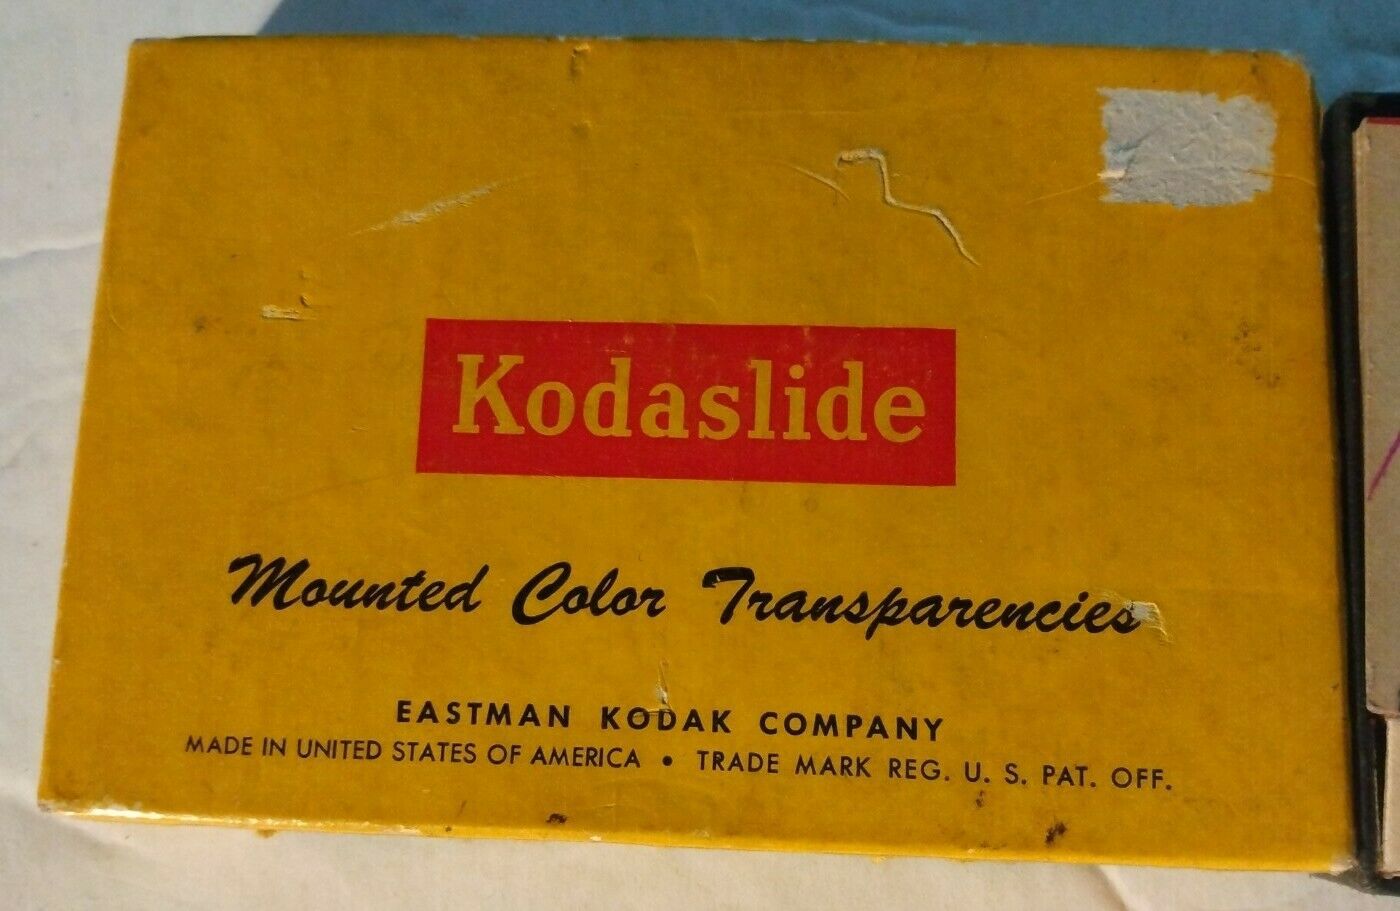 Kodaslide
Mounted Color Transparencies
EASTMAN KODAK COMPANY
MADE IN UNITED STATES OF AMERICA • TRADE MARK REG. U. S. PAT. OFF.